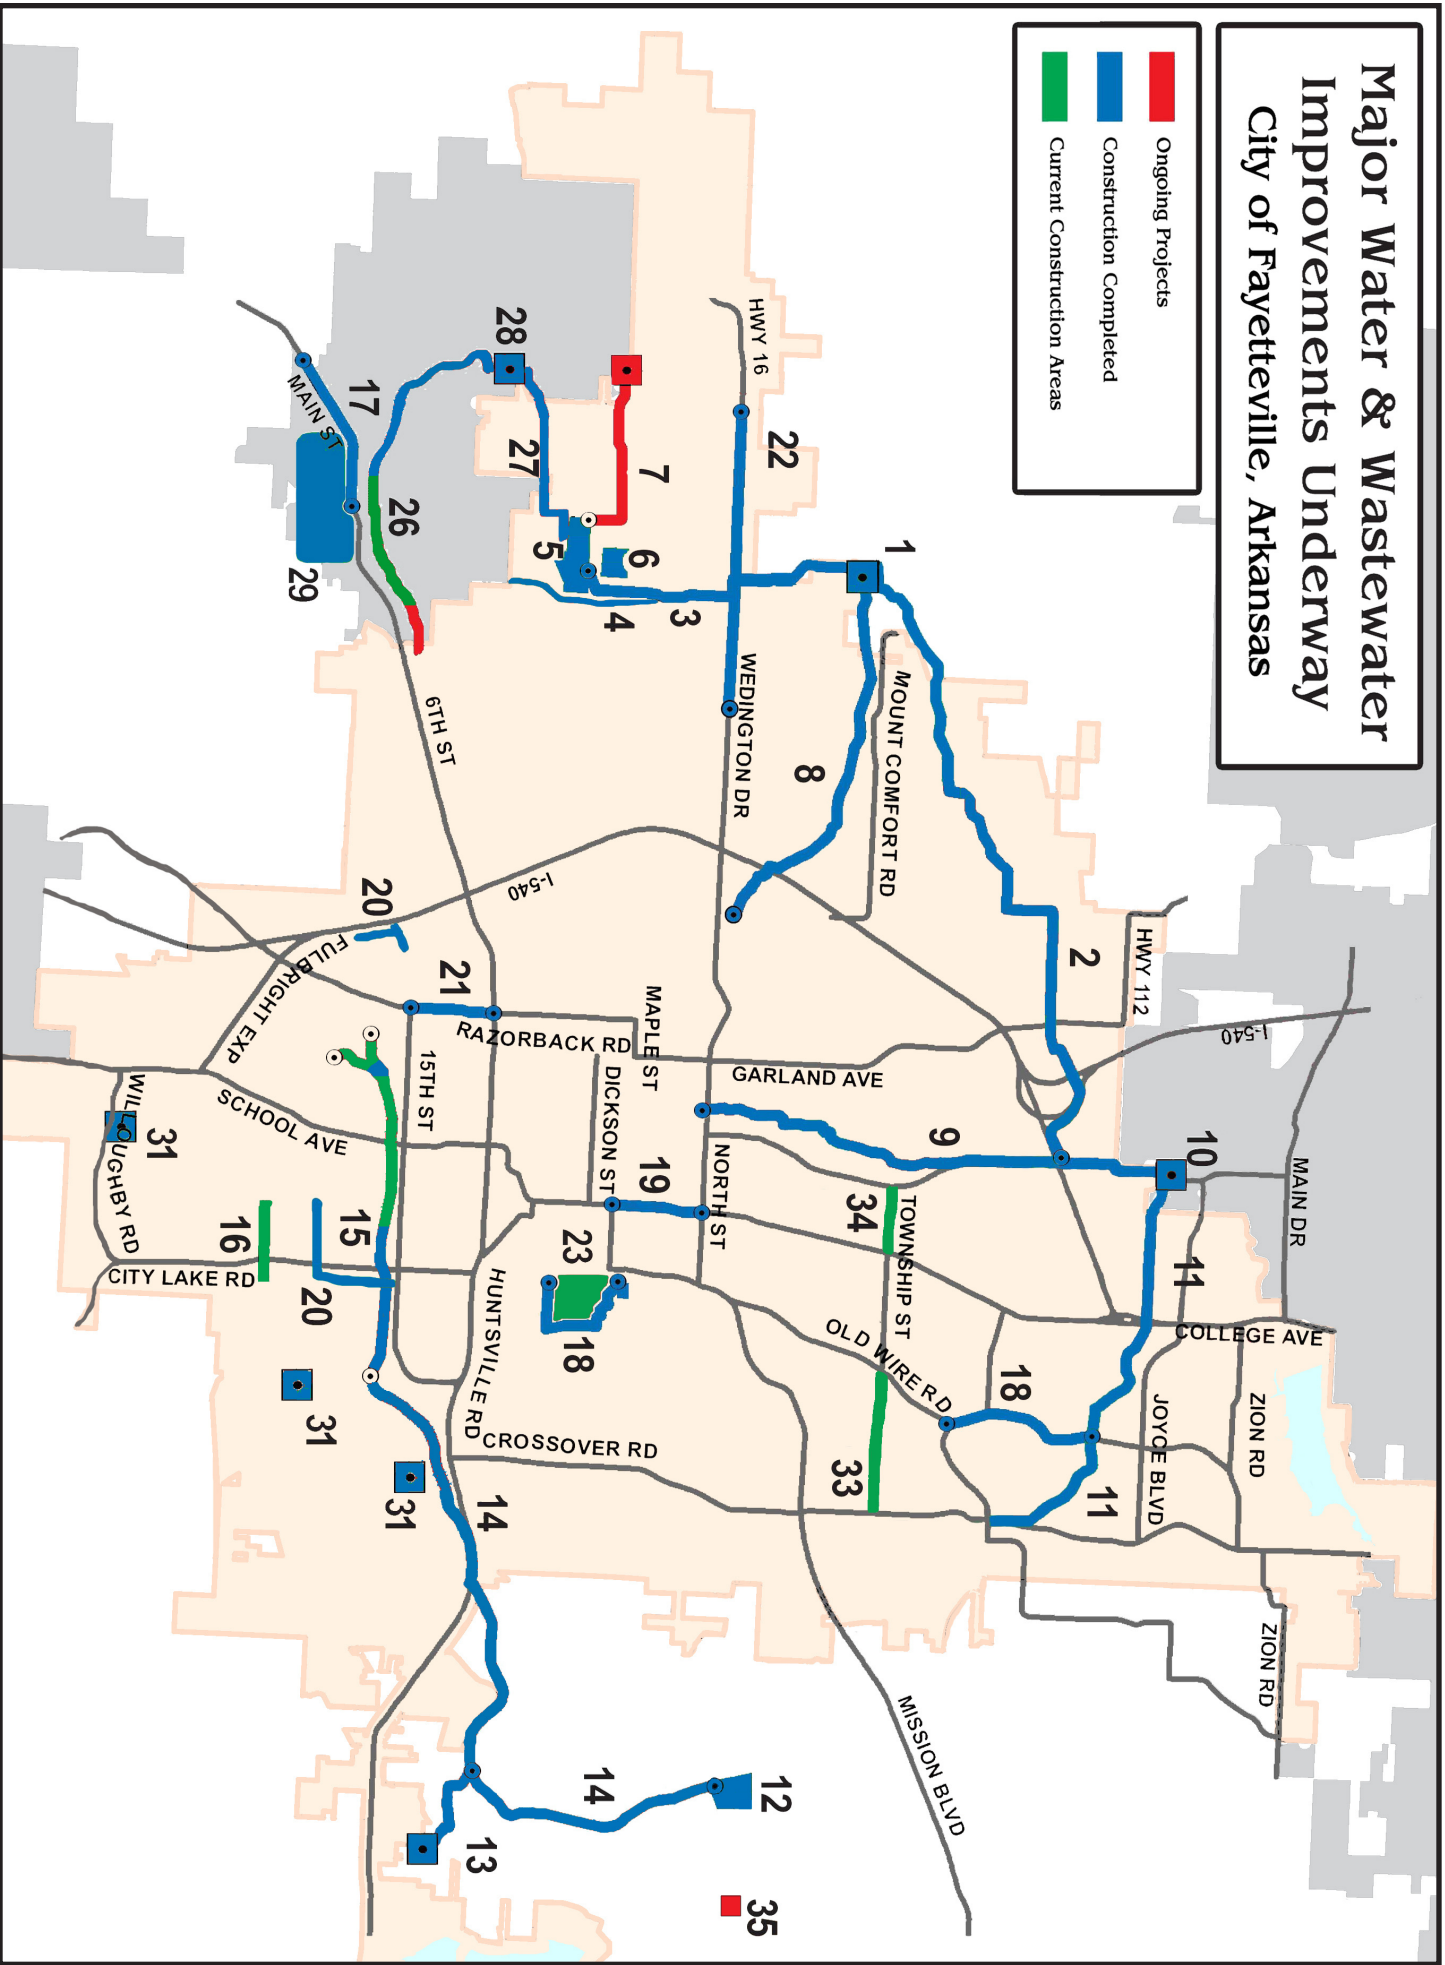 Major Water & Wastewater
Improvements Underway
City of Fayetteville, Arkansas
Ongoing Projects
Construction Completed
Current Construction Areas
HWY 16
22
1
28
7
27
5
6
4
3
17
MAIN ST
26
29
WEDINGTON DR
MOUNT COMFORT RD
8
6TH ST
I-540
20
FULBRIGHT EXP
21
RAZORBACK RD
MAPLE ST
GARLAND AVE
2
HWY 112
I-540
15TH ST
DICKSON ST
SCHOOL AVE
WILLOUGHBY RD
31
9
10
MAIN DR
NORTH ST
19
34
TOWNSHIP ST
23
15
16
CITY LAKE RD
20
HUNTSVILLE RD
18
11
COLLEGE AVE
OLD WIRE RD
18
JOYCE BLVD
ZION RD
31
CROSSOVER RD
33
11
31
14
ZION RD
MISSION BLVD
14
12
13
35